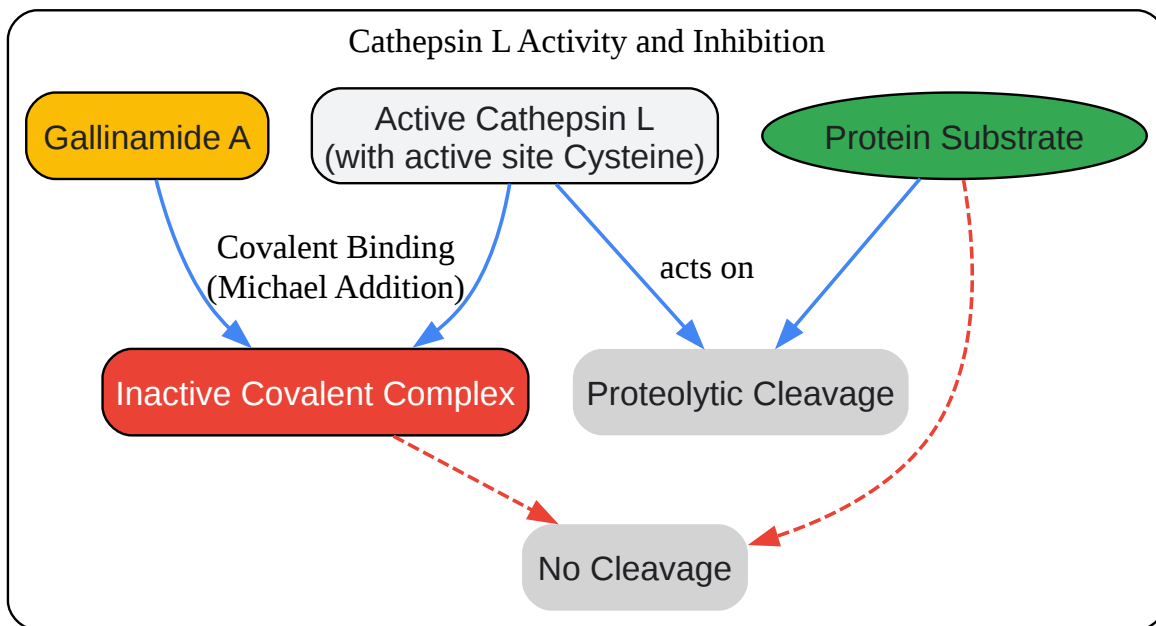 Cathepsin L Activity and Inhibition
Gallinamide A
Active Cathepsin L
(with active site Cysteine)
Protein Substrate
Covalent Binding
(Michael Addition)
acts on
Inactive Covalent Complex
Proteolytic Cleavage
No Cleavage